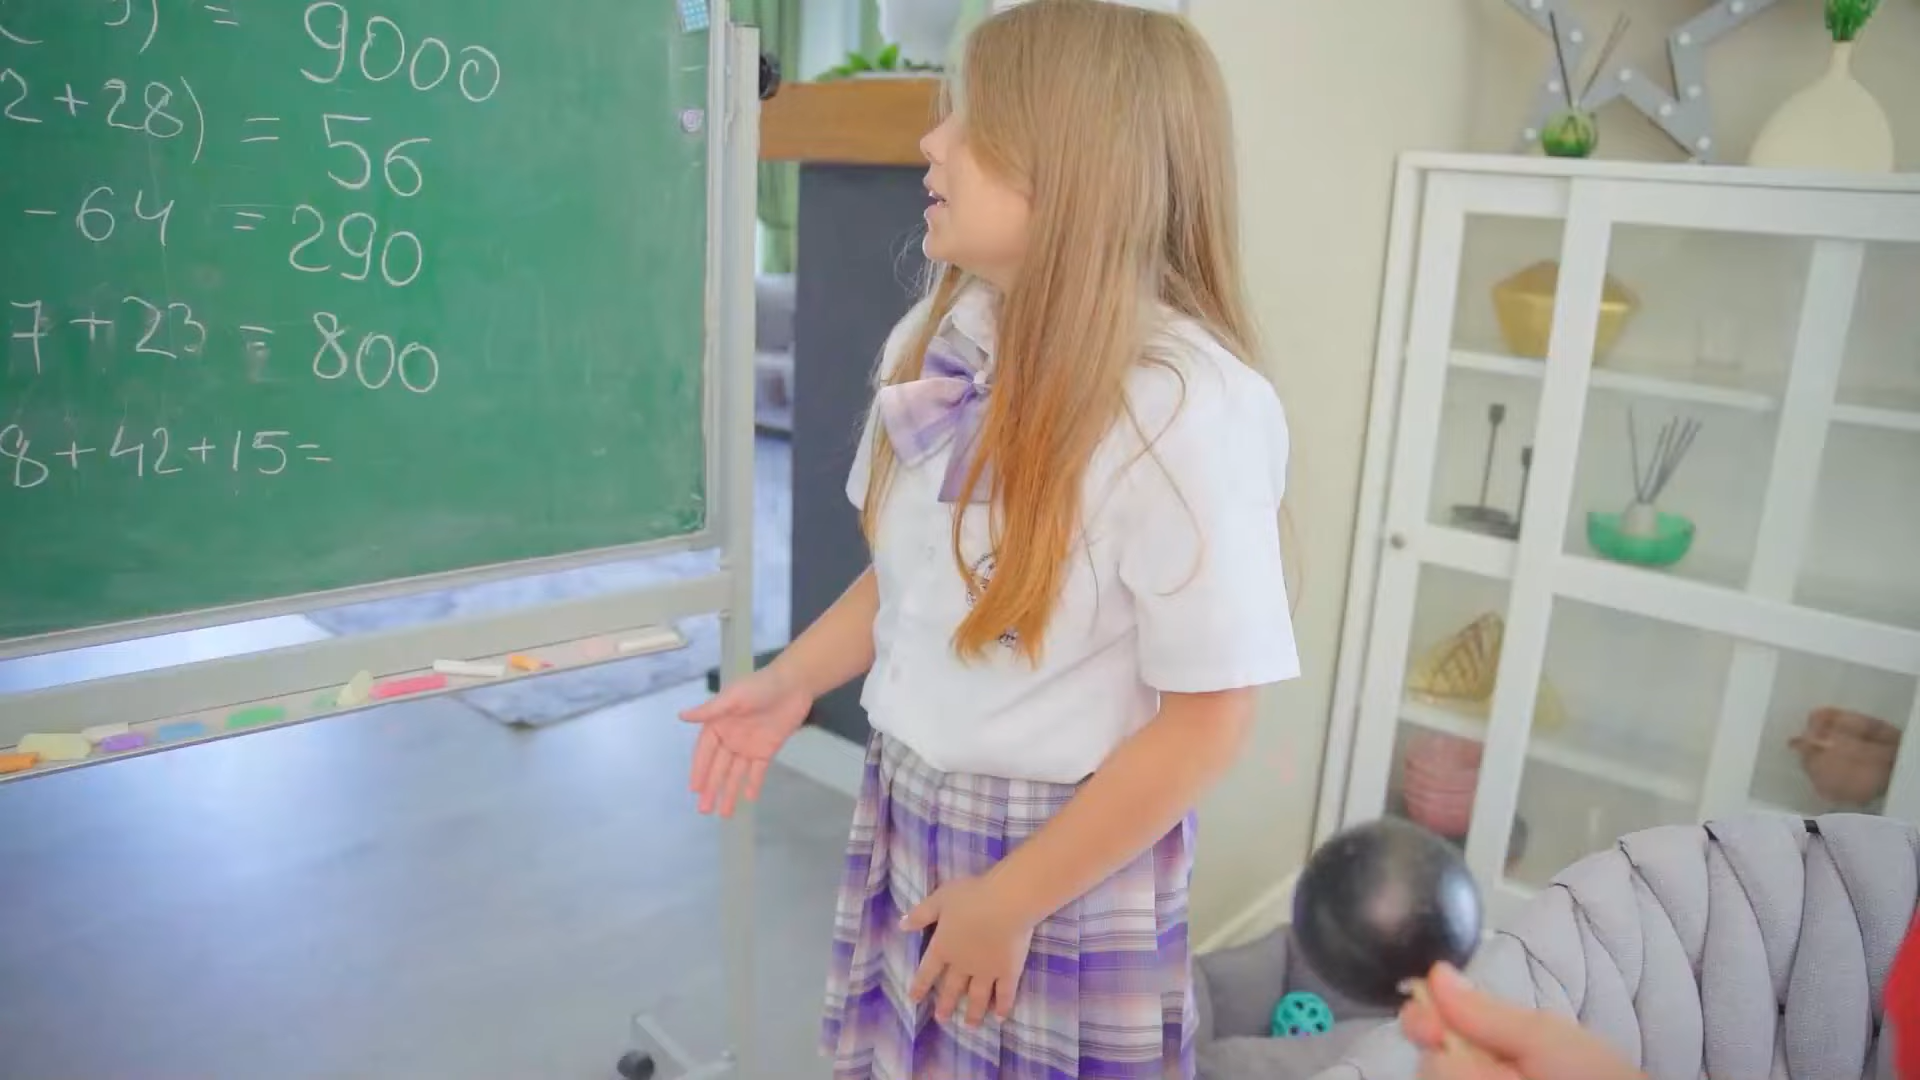 ) = 9000
2+28) = 56
-64 = 290
7+23 = 800
8+42+15=